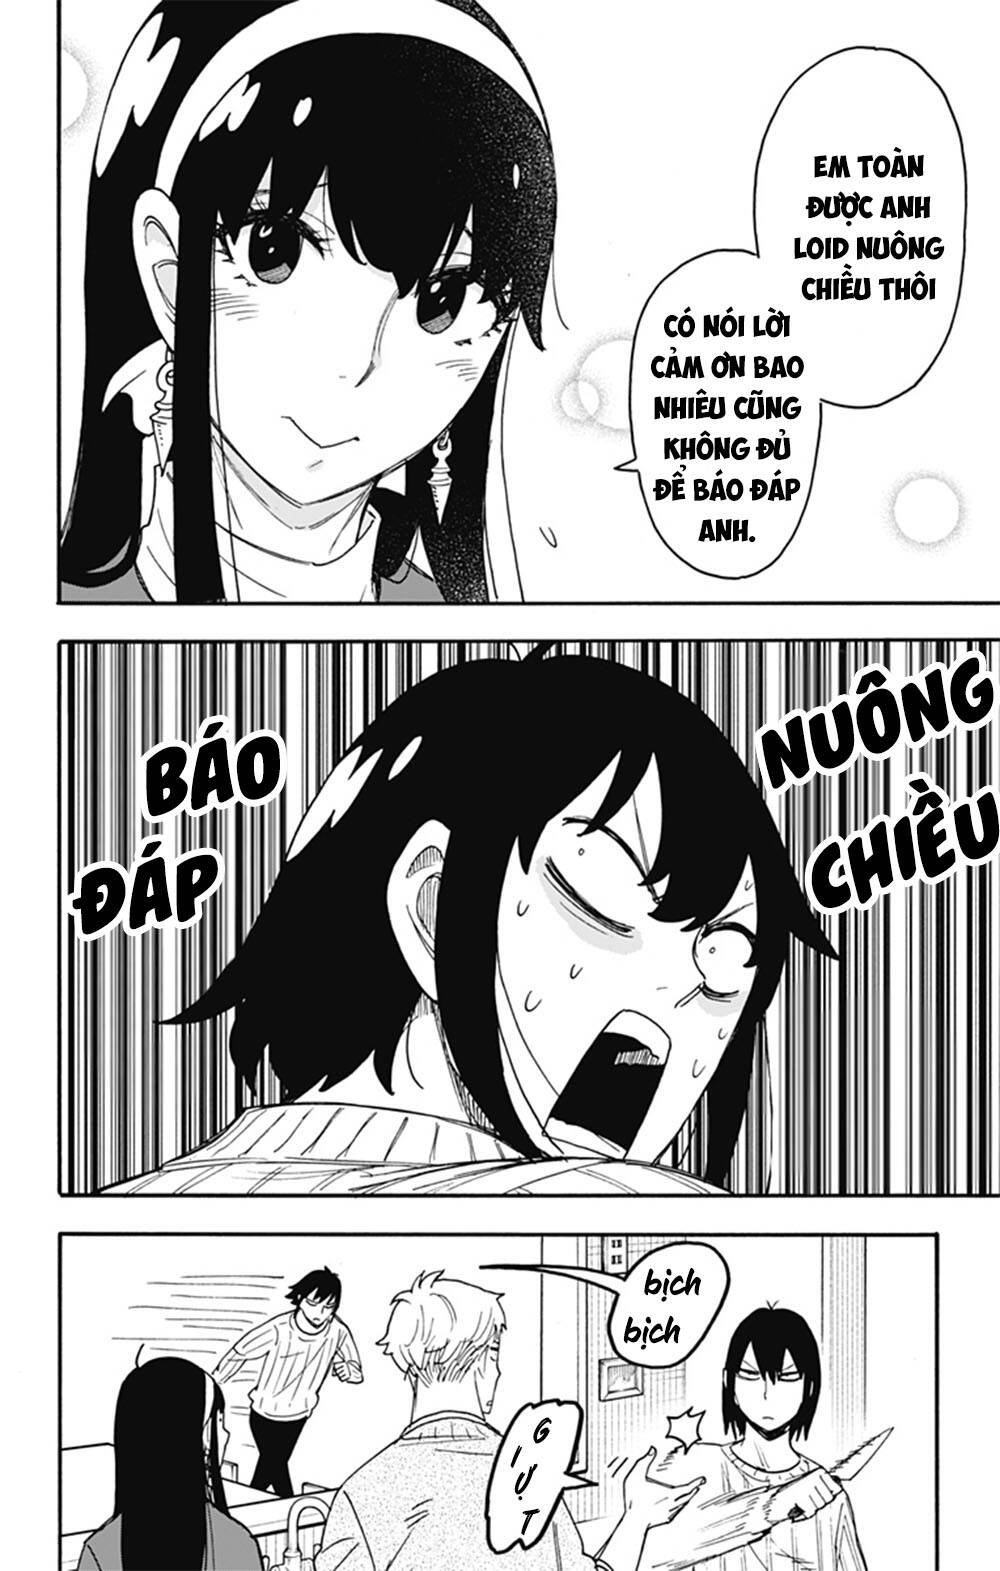 EM TOÀN
ĐƯỢC ANH
LOID NUÔNG
CHIỀU THÔI
CÓ NÓI LỜI
CẢM ƠN BAO
NHIÊU CŨNG
KHÔNG ĐỦ
ĐỂ BÁO ĐÁP
ANH.
NUÔNG
CHIỀU
BÁO
ĐÁP
bịch
bịch
GIỰT